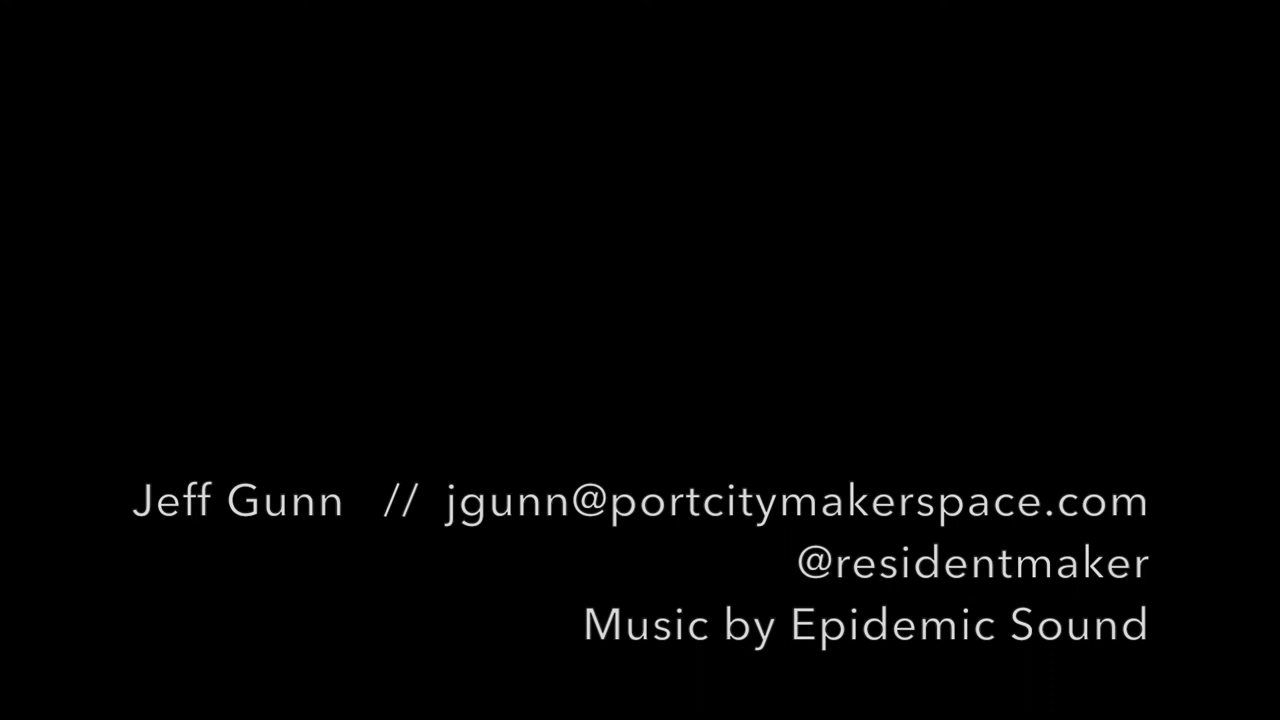 Jeff Gunn // jgunn@portcitymakerspace.com
@residentmaker
Music by Epidemic Sound